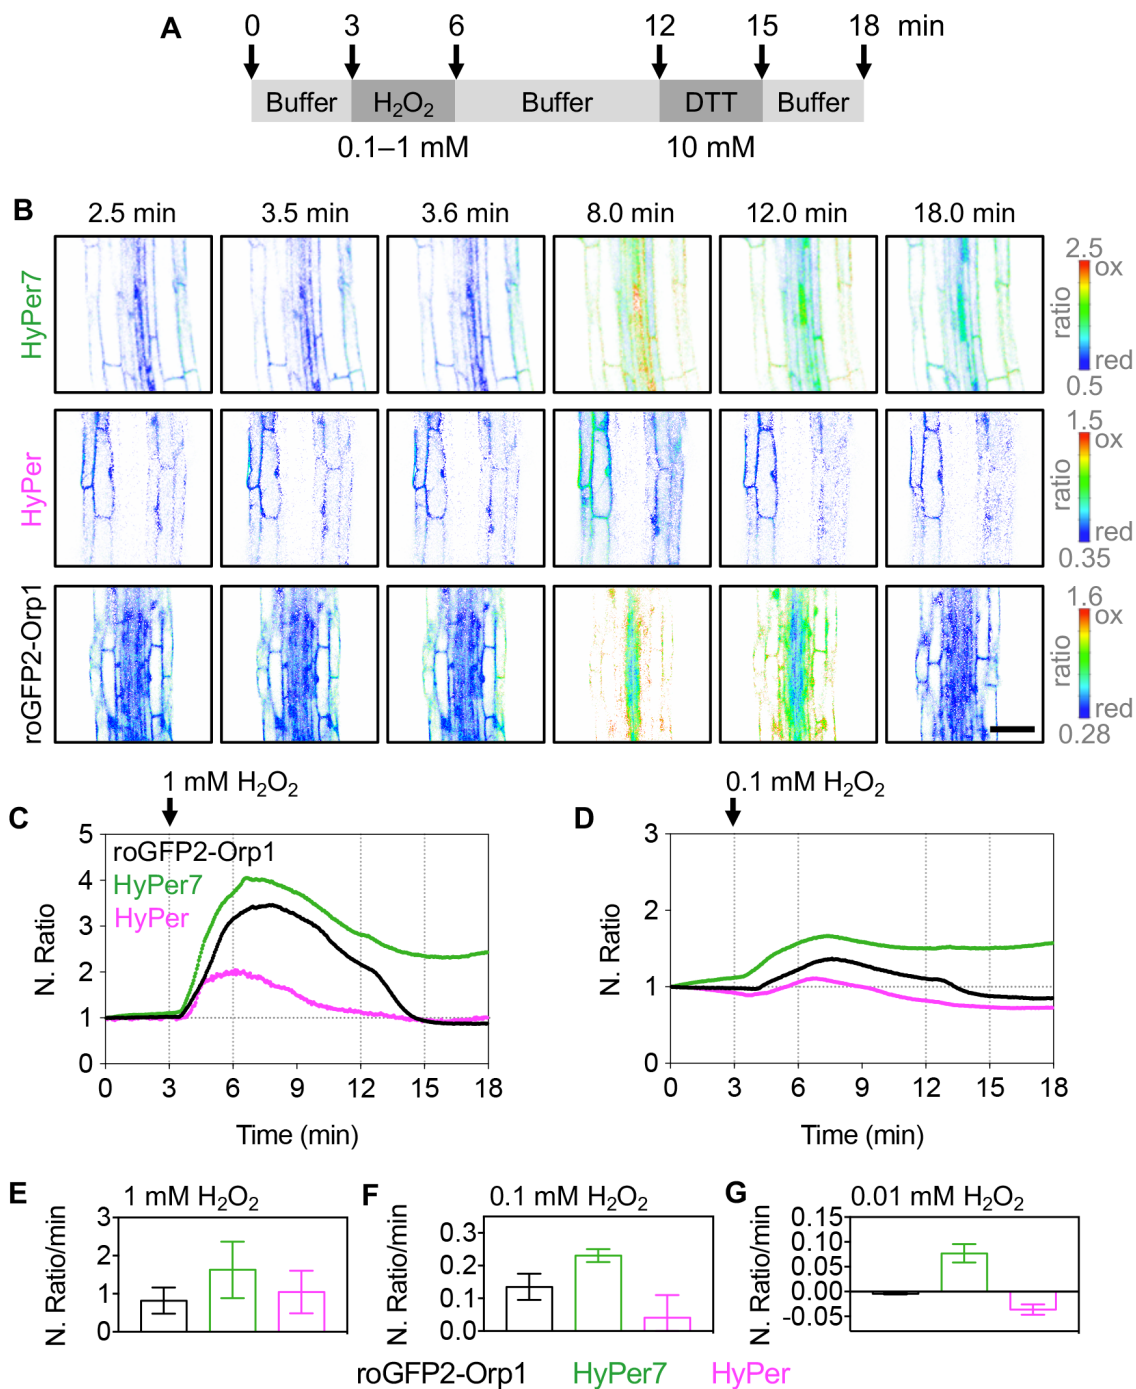 A
0 3 6 12 15 18 min
Buffer H₂O₂ Buffer DTT Buffer
0.1–1 mM 10 mM
B
2.5 min 3.5 min 3.6 min 8.0 min 12.0 min 18.0 min
HyPer7
2.5
ox
ratio
red
0.5
HyPer
1.5
ox
ratio
red
0.35
roGFP2-Orp1
1.6
ox
ratio
red
0.28
C
1 mM H₂O₂
N. Ratio
5
4
3
2
1
0
roGFP2-Orp1
HyPer7
HyPer
0 3 6 9 12 15 18
Time (min)
D
0.1 mM H₂O₂
N. Ratio
3
2
1
0
0 3 6 9 12 15 18
Time (min)
E
1 mM H₂O₂
N. Ratio/min
3
2
1
0
F
0.1 mM H₂O₂
N. Ratio/min
0.3
0.2
0.1
0.0
G
0.01 mM H₂O₂
N. Ratio/min
0.15
0.10
0.05
0.00
-0.05
roGFP2-Orp1 HyPer7 HyPer